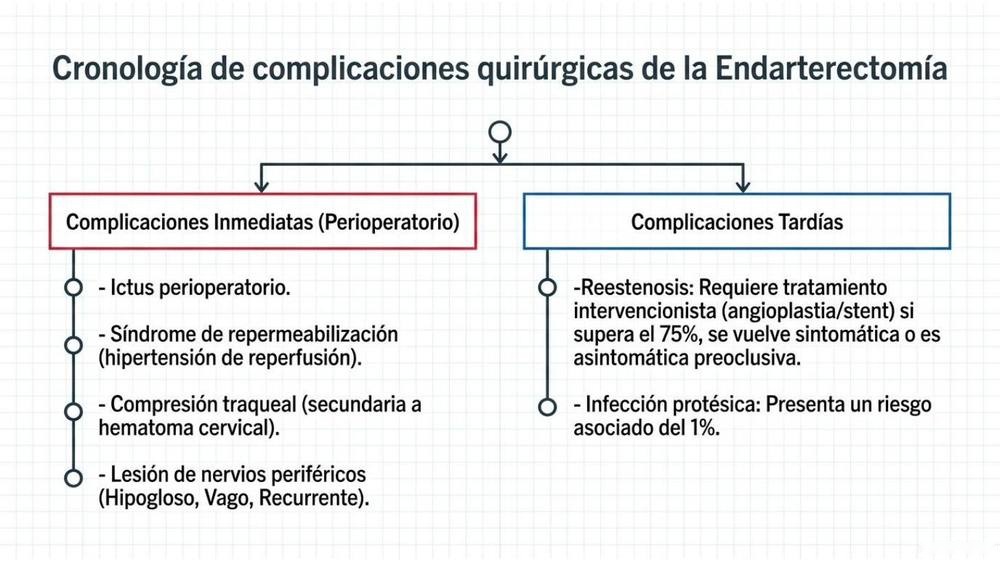 Cronología de complicaciones quirúrgicas de la Endarterectomía
Complicaciones Inmediatas (Perioperatorio)
- Ictus perioperatorio.
- Síndrome de repermeabilización
(hipertensión de reperfusión).
- Compresión traqueal (secundaria a
hematoma cervical).
- Lesión de nervios periféricos
(Hipogloso, Vago, Recurrente).
Complicaciones Tardías
-Reestenosis: Requiere tratamiento
intervencionista (angioplastia/stent) si
supera el 75%, se vuelve sintomática o es
asintomática preoclusiva.
- Infección protésica: Presenta un riesgo
asociado del 1%.